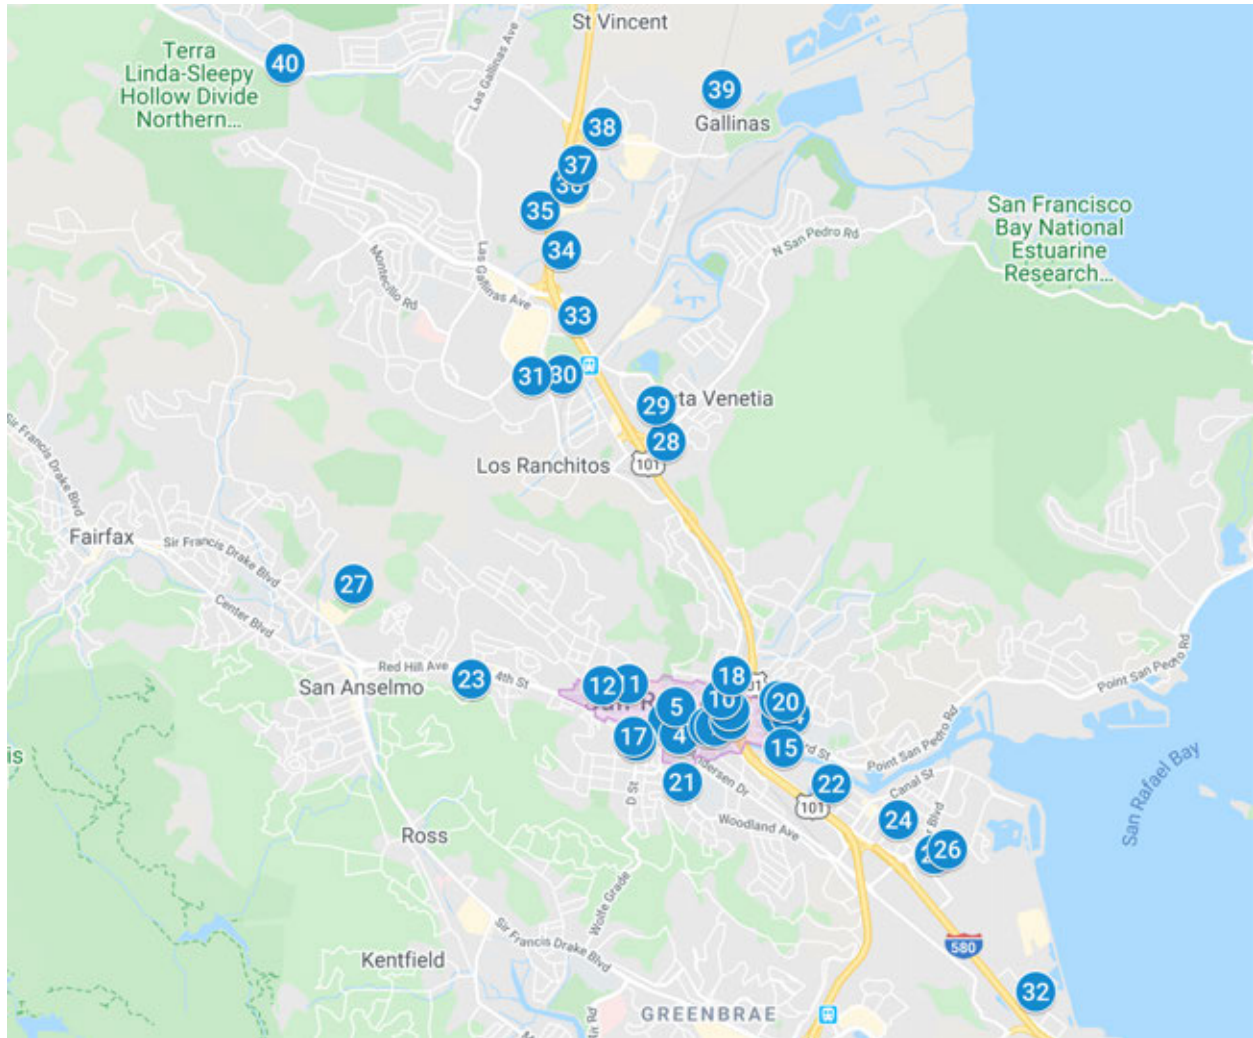 St Vincent
Terra
Linda-Sleepy
Hollow Divide
Northern...
40
Las Gallinas Ave
39
Gallinas
38
37
36
35
34
San Francisco
Bay National
Estuarine
Research...
N San Pedro Rd
Montecillo Rd
Las Gallinas Ave
33
31
30
29
Venetia
28
Los Ranchitos
101
Sir Francis Drake Blvd
Fairfax
Sir Francis Drake Blvd
27
Center Blvd
Red Hill Ave
23
4th St
San Anselmo
12
11
18
5
10
20
17
4
15
Point San Pedro Rd
Point San Pedro Rd
21
D St
22
101
Canal St
Woodland Ave
24
26
Ross
San Rafael Bay
Wolfe Grade
Sir Francis Drake Blvd
Kentfield
580
32
GREENBRAE